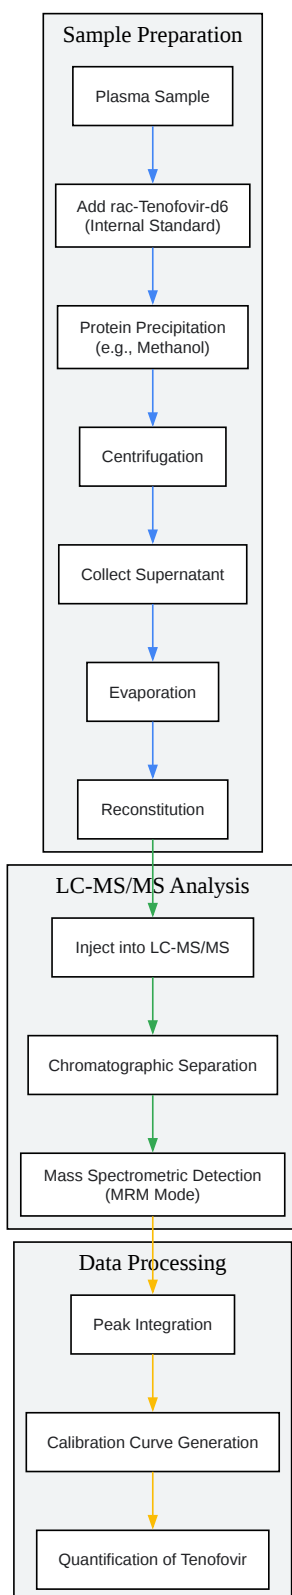 Sample Preparation
Plasma Sample
Add rac-Tenofovir-d6
(Internal Standard)
Protein Precipitation
(e.g., Methanol)
Centrifugation
Collect Supernatant
Evaporation
Reconstitution
LC-MS/MS Analysis
Inject into LC-MS/MS
Chromatographic Separation
Mass Spectrometric Detection
(MRM Mode)
Data Processing
Peak Integration
Calibration Curve Generation
Quantification of Tenofovir